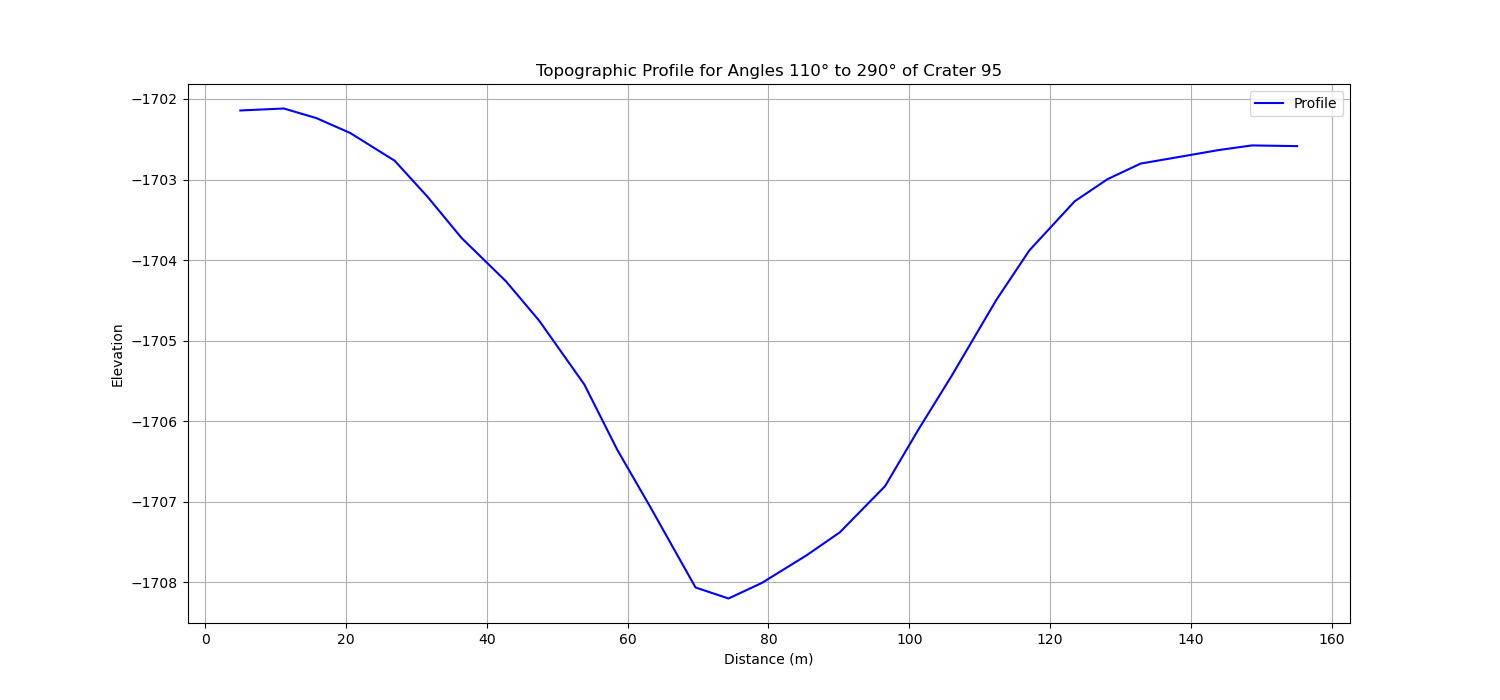 Topographic Profile for Angles 110° to 290° of Crater 95
Profile
Elevation
−1702
−1703
−1704
−1705
−1706
−1707
−1708
0 20 40 60 80 100 120 140 160
Distance (m)